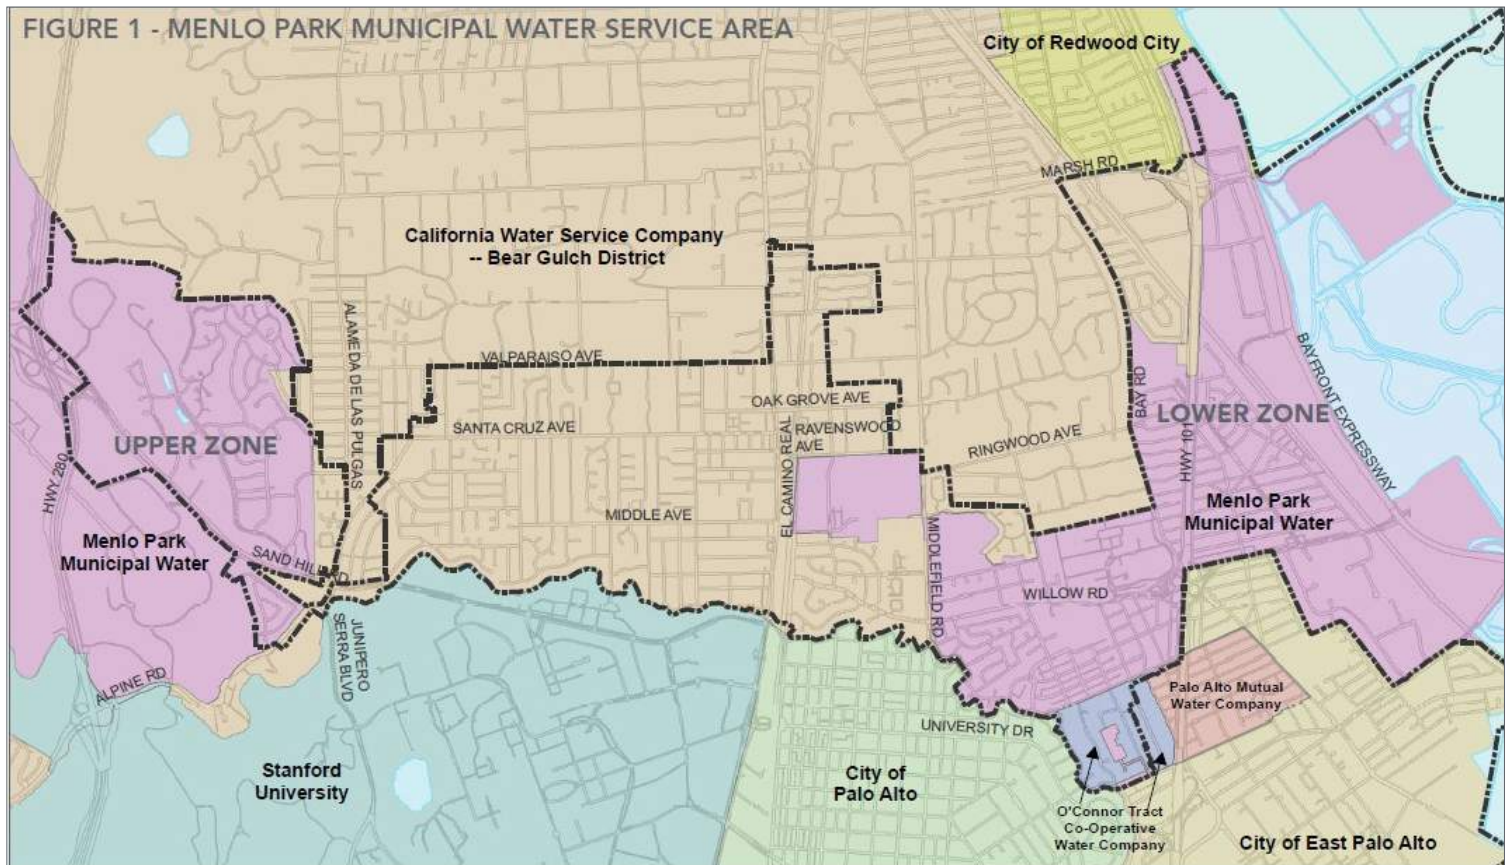 FIGURE 1 - MENLO PARK MUNICIPAL WATER SERVICE AREA
City of Redwood City
MARSH RD
California Water Service Company
-- Bear Gulch District
ALAMEDA DE LAS PULGAS
VALPARAISO AVE
OAK GROVE AVE
SANTA CRUZ AVE
RAVENSWOOD
AVE
EL CAMINO REAL
RINGWOOD AVE
BAY RD
LOWER ZONE
HWY 101
BAYFRONT EXPRESSWAY
UPPER ZONE
HWY 280
MIDDLE AVE
Menlo Park
Municipal Water
Menlo Park
Municipal Water
SAND HILL RD
MIDDLEFIELD RD
WILLOW RD
JUNIPERO
SERRA BLVD
ALPINE RD
Palo Alto Mutual
Water Company
UNIVERSITY DR
Stanford
University
City of
Palo Alto
O'Connor Tract
Co-Operative
Water Company
City of East Palo Alto